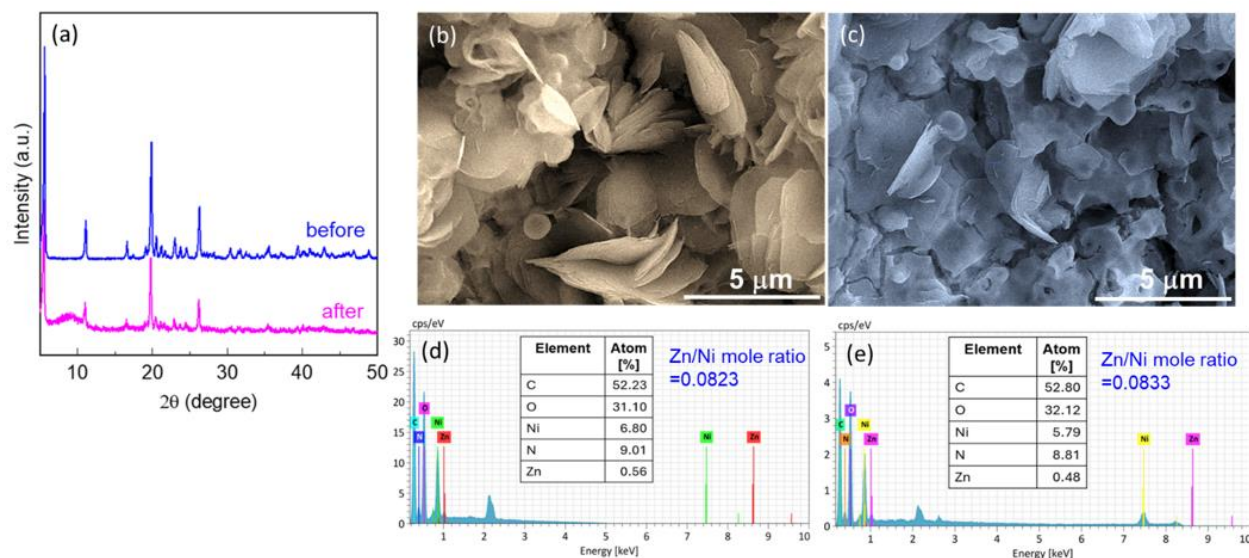 (a)
Intensity (a.u.)
before
after
10 20 30 40 50
2θ (degree)
(b)
5 μm
(c)
5 μm
cps/eV
(d)
30
25
20
15
10
5
0
Element Atom [%]
C 52.23
O 31.10
Ni 6.80
N 9.01
Zn 0.56
Zn/Ni mole ratio
=0.0823
C O Ni
N Zn
Ni Zn
1 2 3 4 5 6 7 8 9 10
Energy [keV]
cps/eV
(e)
5
4
3
2
1
0
Element Atom [%]
C 52.80
O 32.12
Ni 5.79
N 8.81
Zn 0.48
Zn/Ni mole ratio
=0.0833
C O Ni
N Zn
Ni Zn
1 2 3 4 5 6 7 8 9 10
Energy [keV]